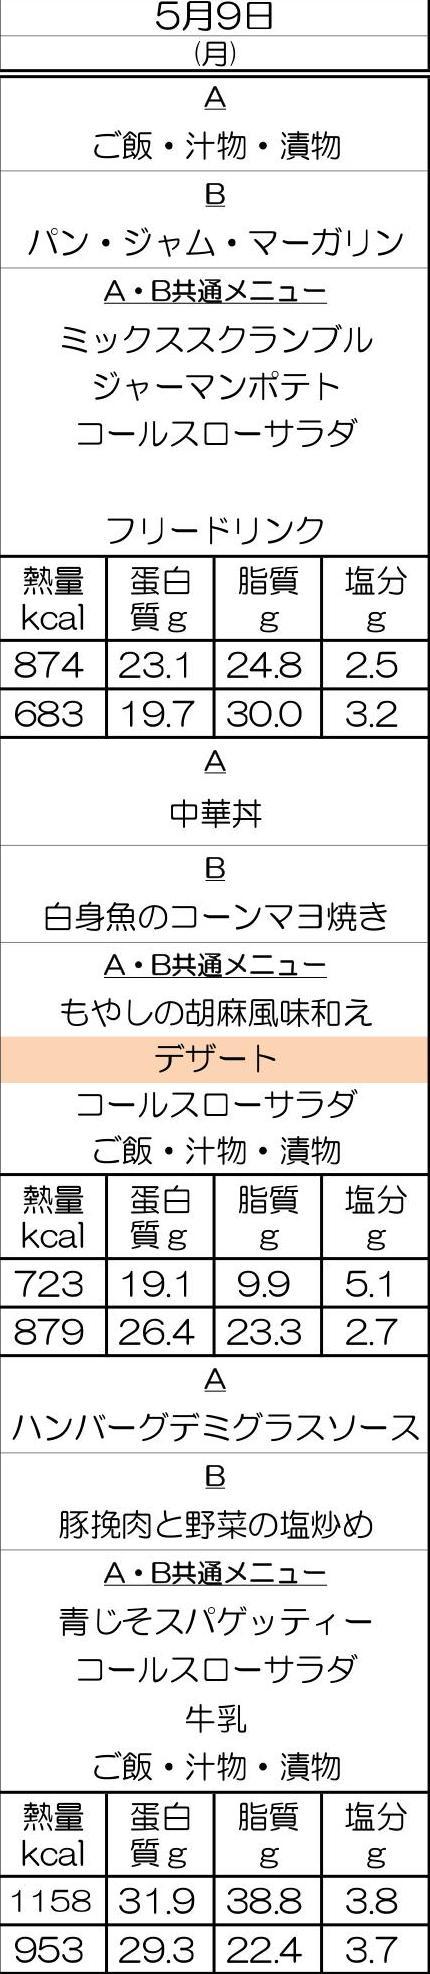 5月9日
(月)
A
ご飯・汁物・漬物
B
パン・ジャム・マーガリン
A・B共通メニュー
ミックススクランブル
ジャーマンポテト
コールスローサラダ
フリードリンク
熱量 蛋白 脂質 塩分
kcal 質g g g
874 23.1 24.8 2.5
683 19.7 30.0 3.2
A
中華丼
B
白身魚のコーンマヨ焼き
A・B共通メニュー
もやしの胡麻風味和え
デザート
コールスローサラダ
ご飯・汁物・漬物
熱量 蛋白 脂質 塩分
kcal 質g g g
723 19.1 9.9 5.1
879 26.4 23.3 2.7
A
ハンバーグデミグラスソース
B
豚挽肉と野菜の塩炒め
A・B共通メニュー
青じそスパゲッティー
コールスローサラダ
牛乳
ご飯・汁物・漬物
熱量 蛋白 脂質 塩分
kcal 質g g g
1158 31.9 38.8 3.8
953 29.3 22.4 3.7